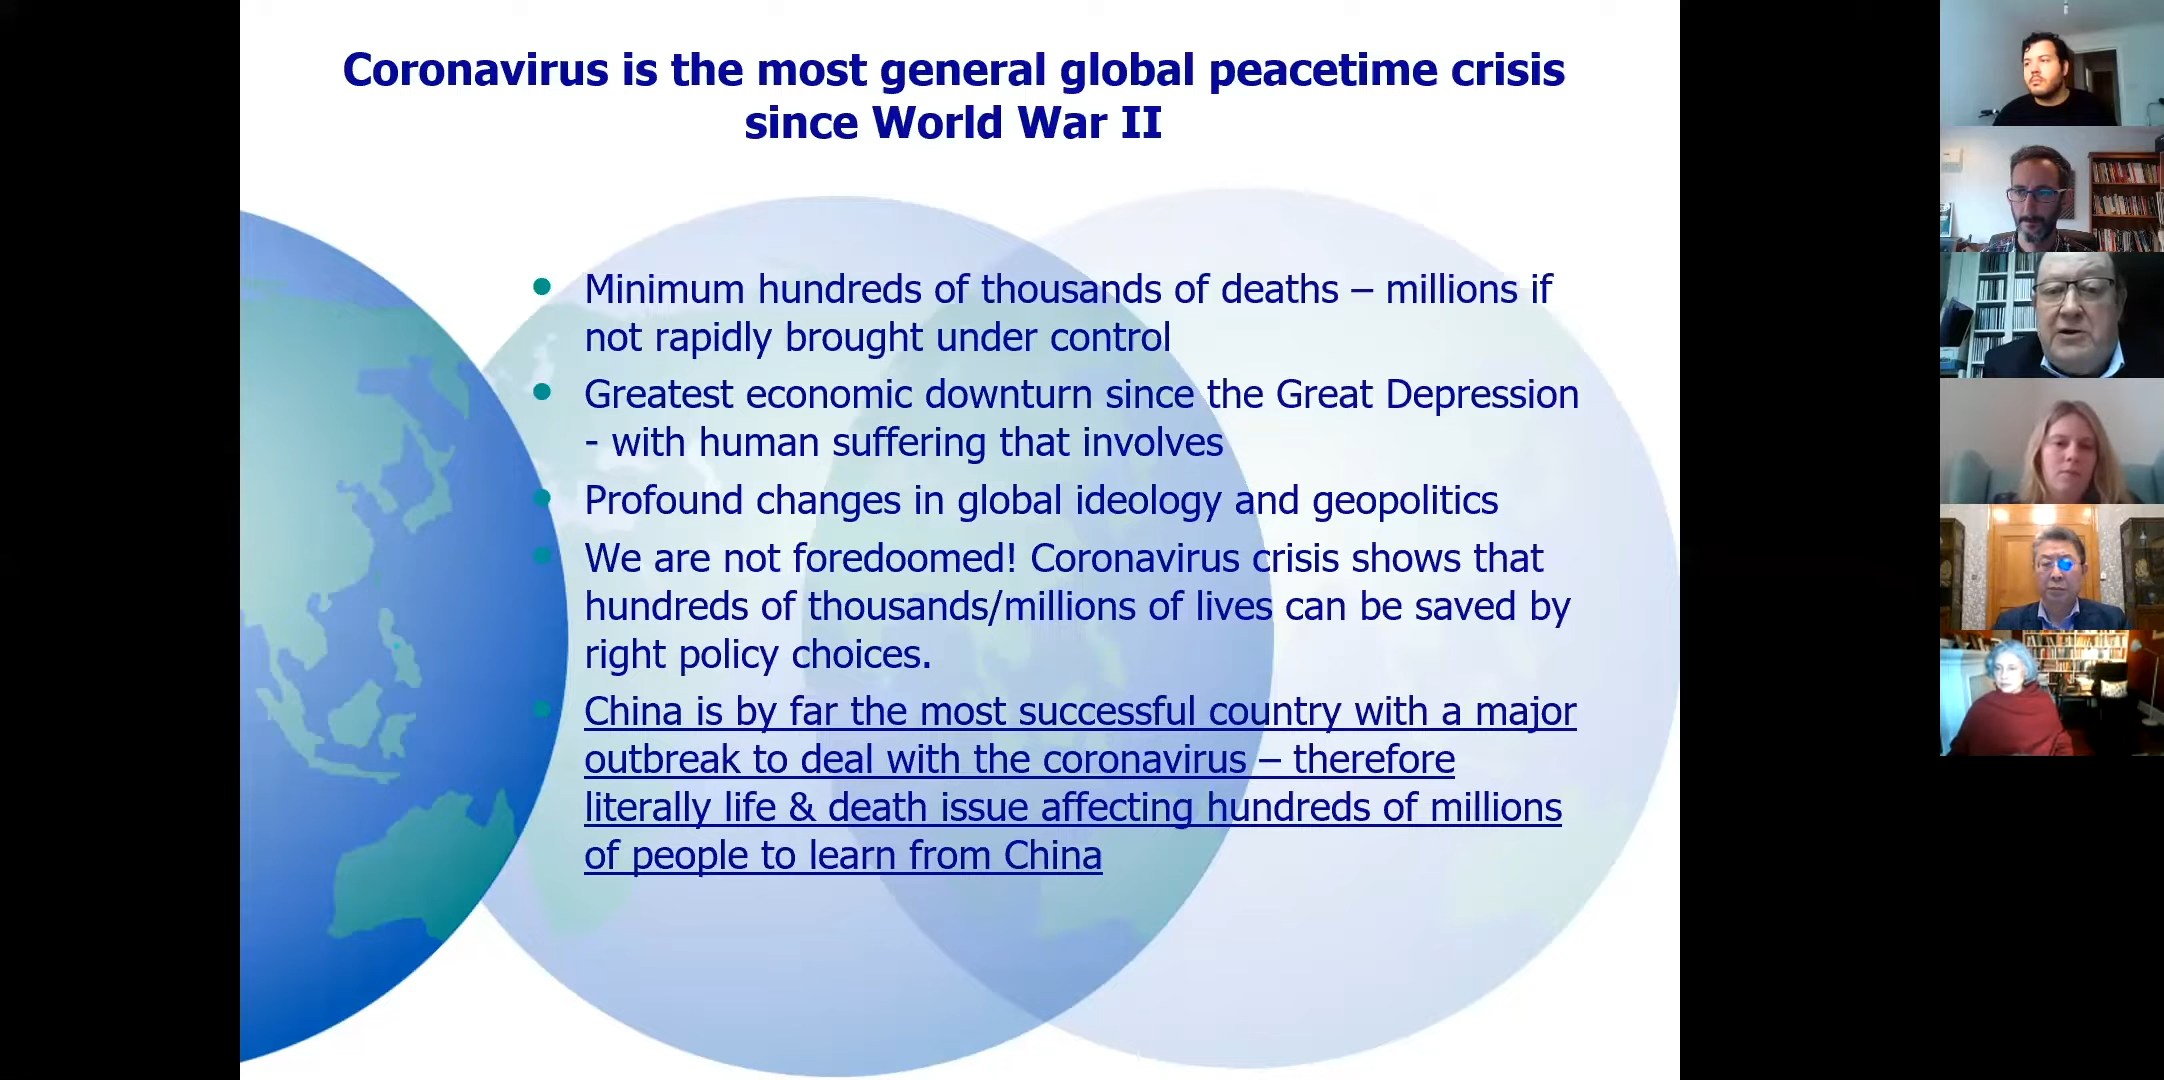 Coronavirus is the most general global peacetime crisis
since World War II
Minimum hundreds of thousands of deaths – millions if
not rapidly brought under control
Greatest economic downturn since the Great Depression
- with human suffering that involves
Profound changes in global ideology and geopolitics
We are not foredoomed! Coronavirus crisis shows that
hundreds of thousands/millions of lives can be saved by
right policy choices.
China is by far the most successful country with a major
outbreak to deal with the coronavirus – therefore
literally life & death issue affecting hundreds of millions
of people to learn from China